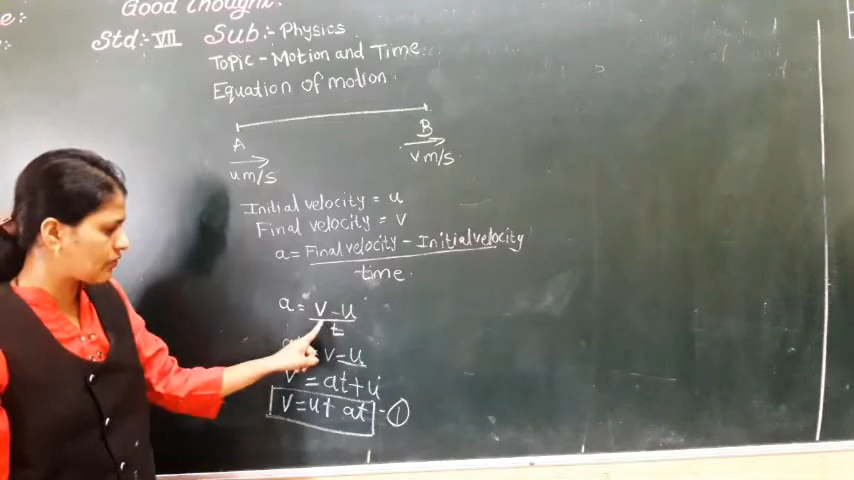 Good Thought:
Std:- VII Sub:- Physics
Topic - Motion and Time
Equation of motion.
A
B
u m/s
v m/s
Initial velocity = u
Final velocity = v
a = Final velocity - Initial velocity
time.
a = v - u
t
= v - u
v = at + u
v = u + at - 1